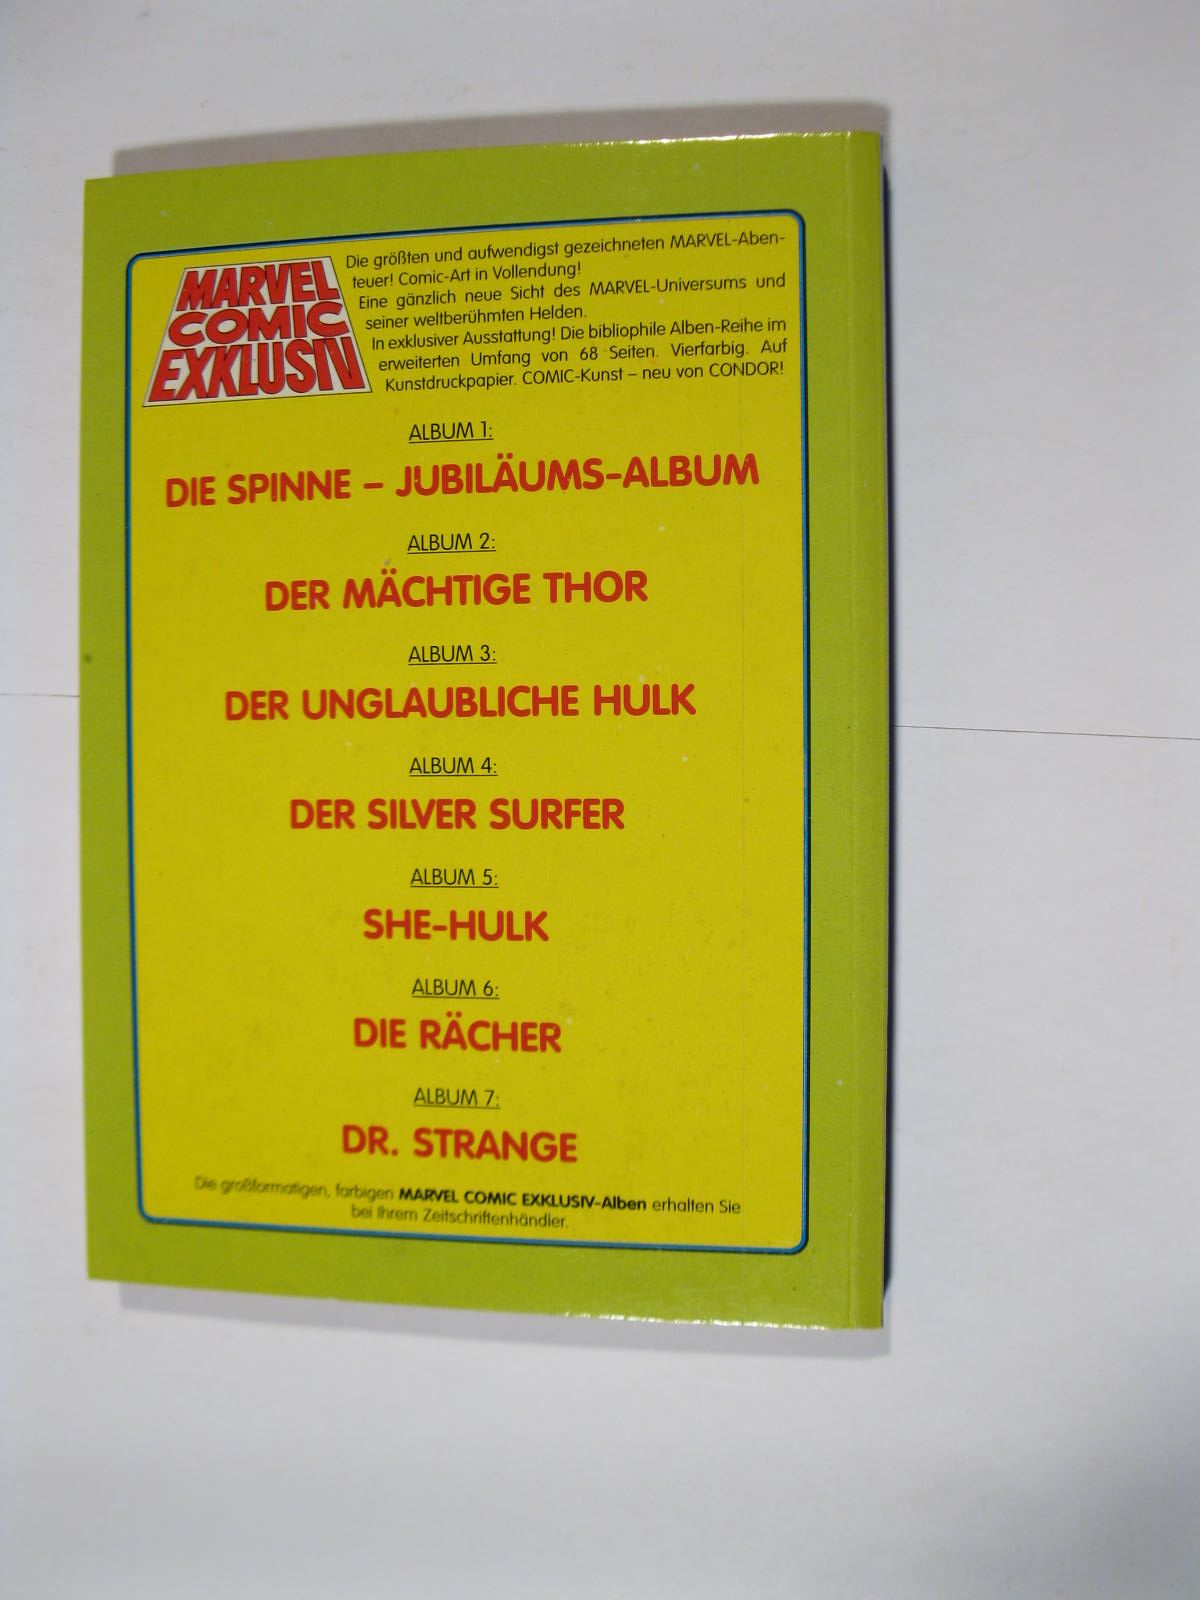 MARVEL
COMIC
EXKLUSIV
Die größten und aufwendigst gezeichneten MARVEL-Aben-
teuer! Comic-Art in Vollendung!
Eine gänzlich neue Sicht des MARVEL-Universums und
seiner weltberühmten Helden.
In exklusiver Ausstattung! Die bibliophile Alben-Reihe im
erweiterten Umfang von 68 Seiten. Vierfarbig. Auf
Kunstdruckpapier. COMIC-Kunst – neu von CONDOR!
ALBUM 1:
DIE SPINNE – JUBILÄUMS-ALBUM
ALBUM 2:
DER MÄCHTIGE THOR
ALBUM 3:
DER UNGLAUBLICHE HULK
ALBUM 4:
DER SILVER SURFER
ALBUM 5:
SHE-HULK
ALBUM 6:
DIE RÄCHER
ALBUM 7:
DR. STRANGE
Die großformatigen, farbigen MARVEL COMIC EXKLUSIV-Alben erhalten Sie
bei Ihrem Zeitschriftenhändler.